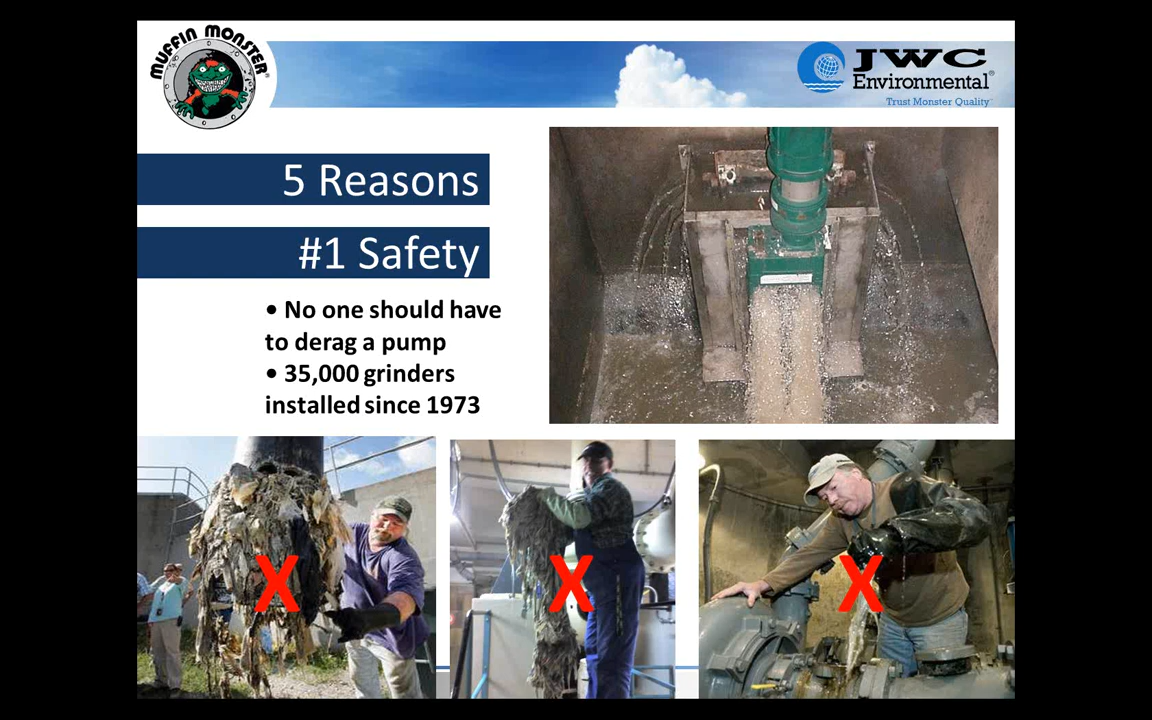 MUFFIN MONSTER®
JWC
Environmental®
Trust Monster Quality
5 Reasons
#1 Safety
• No one should have
to derag a pump
• 35,000 grinders
installed since 1973
X X X